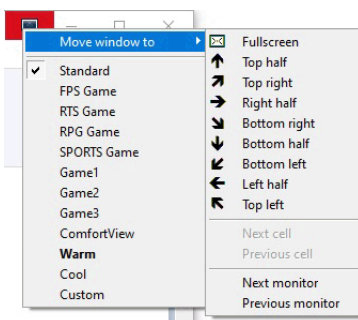 Move window to
Standard
FPS Game
RTS Game
RPG Game
SPORTS Game
Game1
Game2
Game3
ComfortView
Warm
Cool
Custom
Fullscreen
Top half
Top right
Right half
Bottom right
Bottom half
Bottom left
Left half
Top left
Next cell
Previous cell
Next monitor
Previous monitor